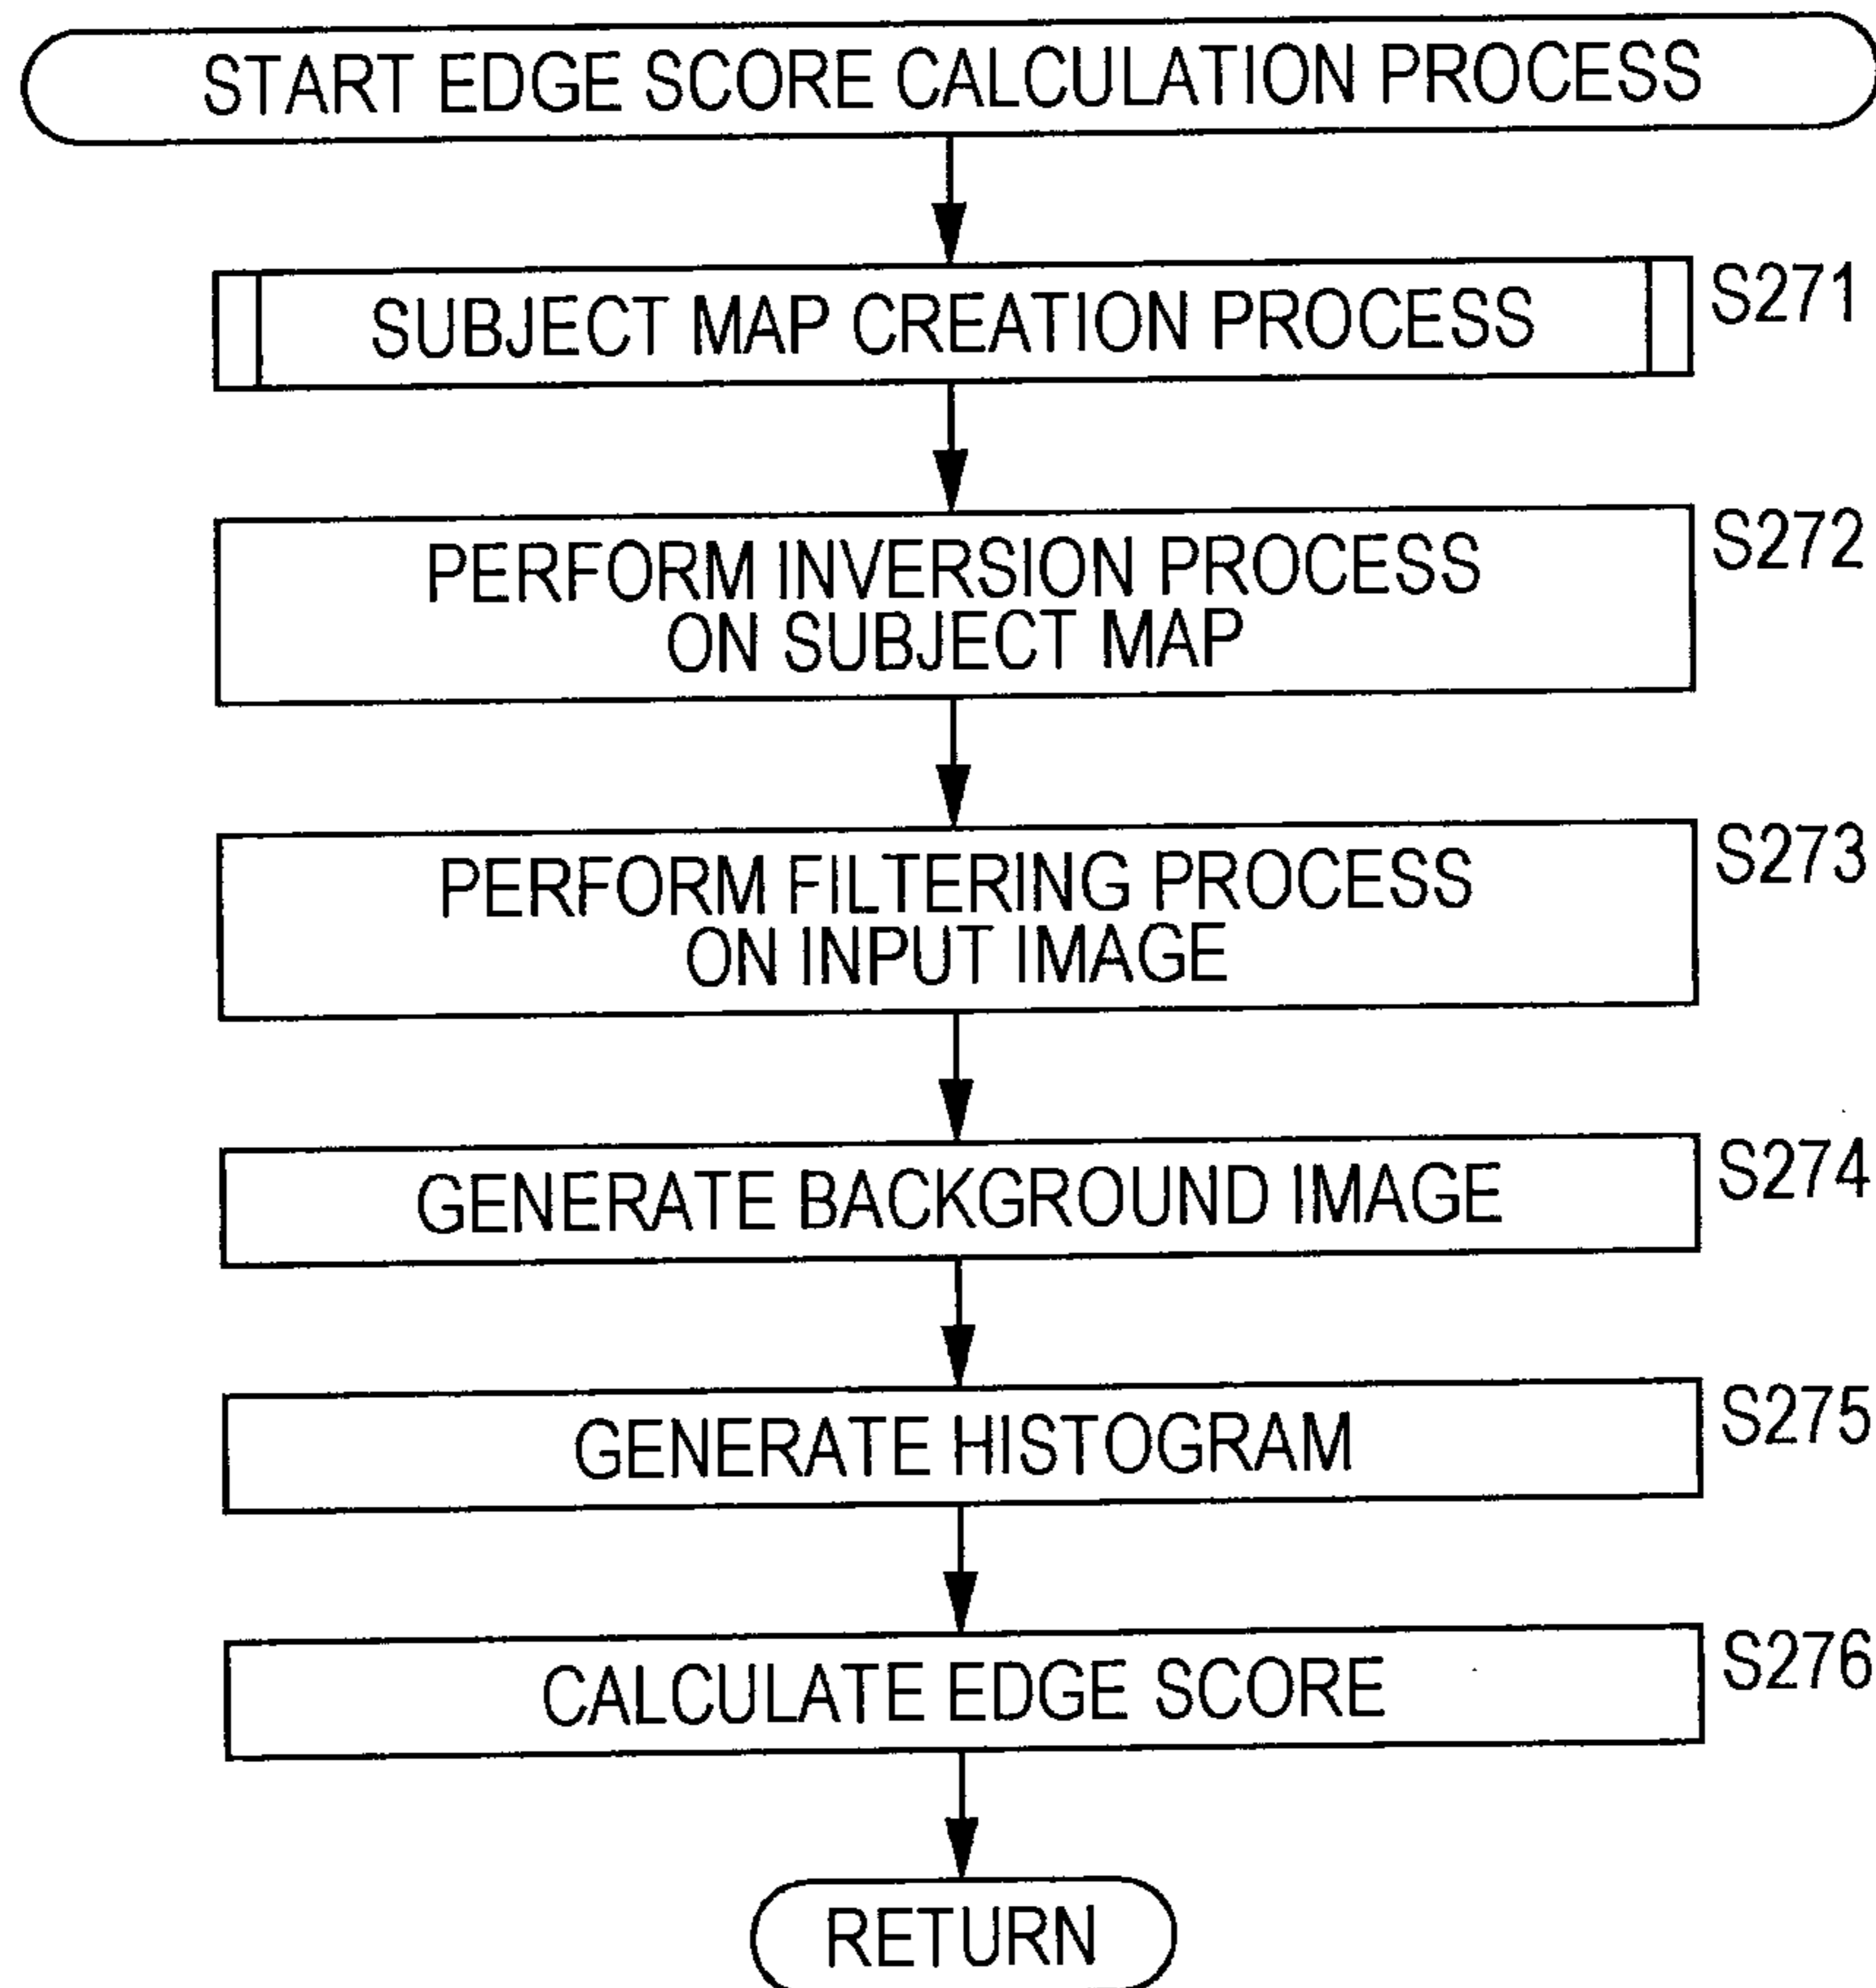 START EDGE SCORE CALCULATION PROCESS
SUBJECT MAP CREATION PROCESS
S271
PERFORM INVERSION PROCESS
ON SUBJECT MAP
S272
PERFORM FILTERING PROCESS
ON INPUT IMAGE
S273
GENERATE BACKGROUND IMAGE
S274
GENERATE HISTOGRAM
S275
CALCULATE EDGE SCORE
S276
RETURN